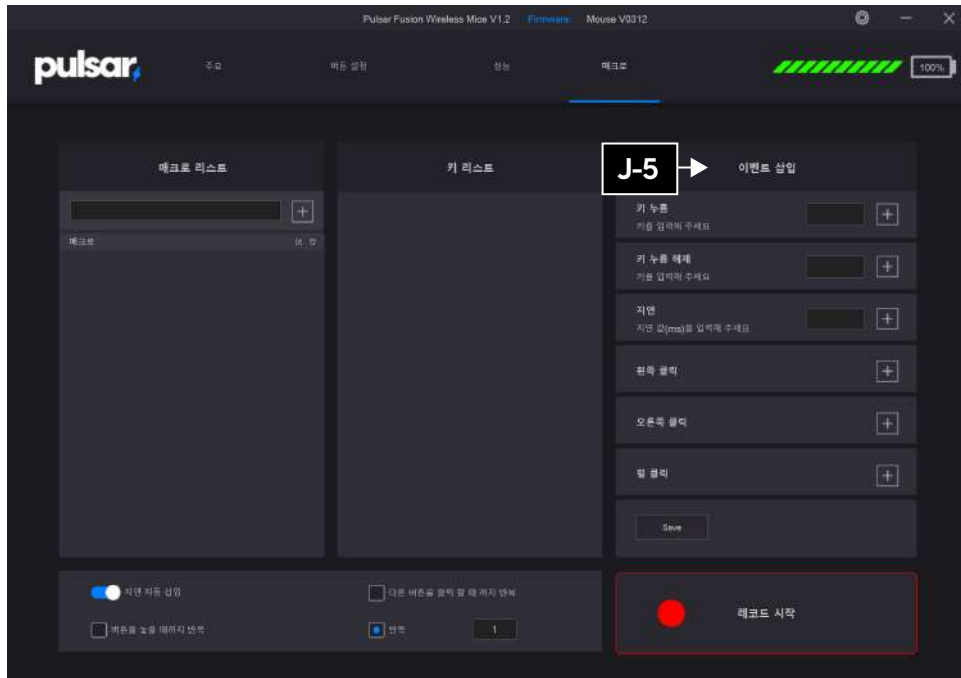 Pulsar Fusion Wireless Mice V1.2 Firmware: Mouse V0312
pulsar
주요
버튼 설정
성능
매크로
100%
매크로 리스트
키 리스트
J-5
이벤트 삽입
매크로
키 누름
키를 입력해 주세요
키 누름 해제
키를 입력해 주세요
지연
지연 값(ms)을 입력해 주세요
왼쪽 클릭
오른쪽 클릭
휠 클릭
Save
지연 자동 삽입
다른 버튼을 클릭 할 때 까지 반복
버튼을 놓을 때까지 반복
반복
1
레코드 시작